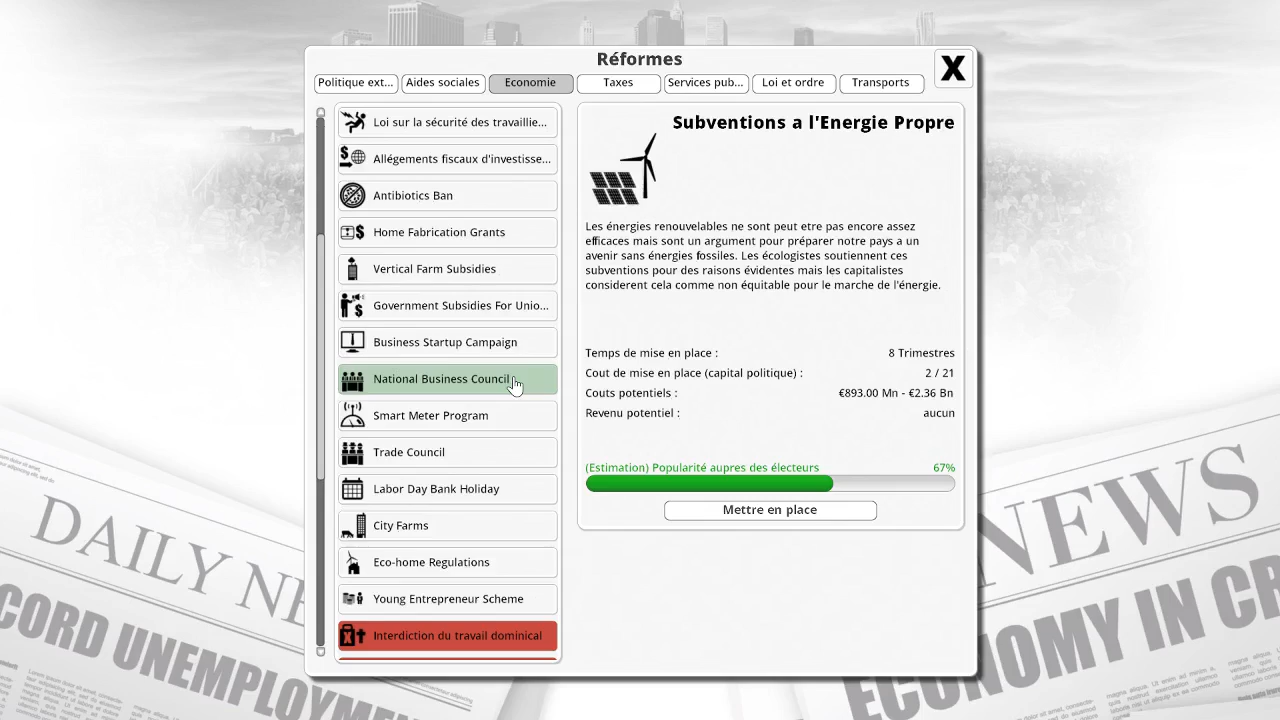 Réformes
X
Politique ext...
Aides sociales
Economie
Taxes
Services pub...
Loi et ordre
Transports
Loi sur la sécurité des travaillie...
Allégements fiscaux d'investisse...
Antibiotics Ban
Home Fabrication Grants
Vertical Farm Subsidies
Government Subsidies For Unio...
Business Startup Campaign
National Business Council
Smart Meter Program
Trade Council
Labor Day Bank Holiday
City Farms
Eco-home Regulations
Young Entrepreneur Scheme
Interdiction du travail dominical
Subventions a l'Energie Propre
Les énergies renouvelables ne sont peut etre pas encore assez
efficaces mais sont un argument pour préparer notre pays a un
avenir sans énergies fossiles. Les écologistes soutiennent ces
subventions pour des raisons évidentes mais les capitalistes
considerent cela comme non équitable pour le marche de l'énergie.
Temps de mise en place : 8 Trimestres
Cout de mise en place (capital politique) : 2 / 21
Couts potentiels : €893.00 Mn - €2.36 Bn
Revenu potentiel : aucun
(Estimation) Popularité aupres des électeurs 67%
Mettre en place
DAILY NE
CORD UNEMPLOYM
NEWS
ECONOMY IN CR